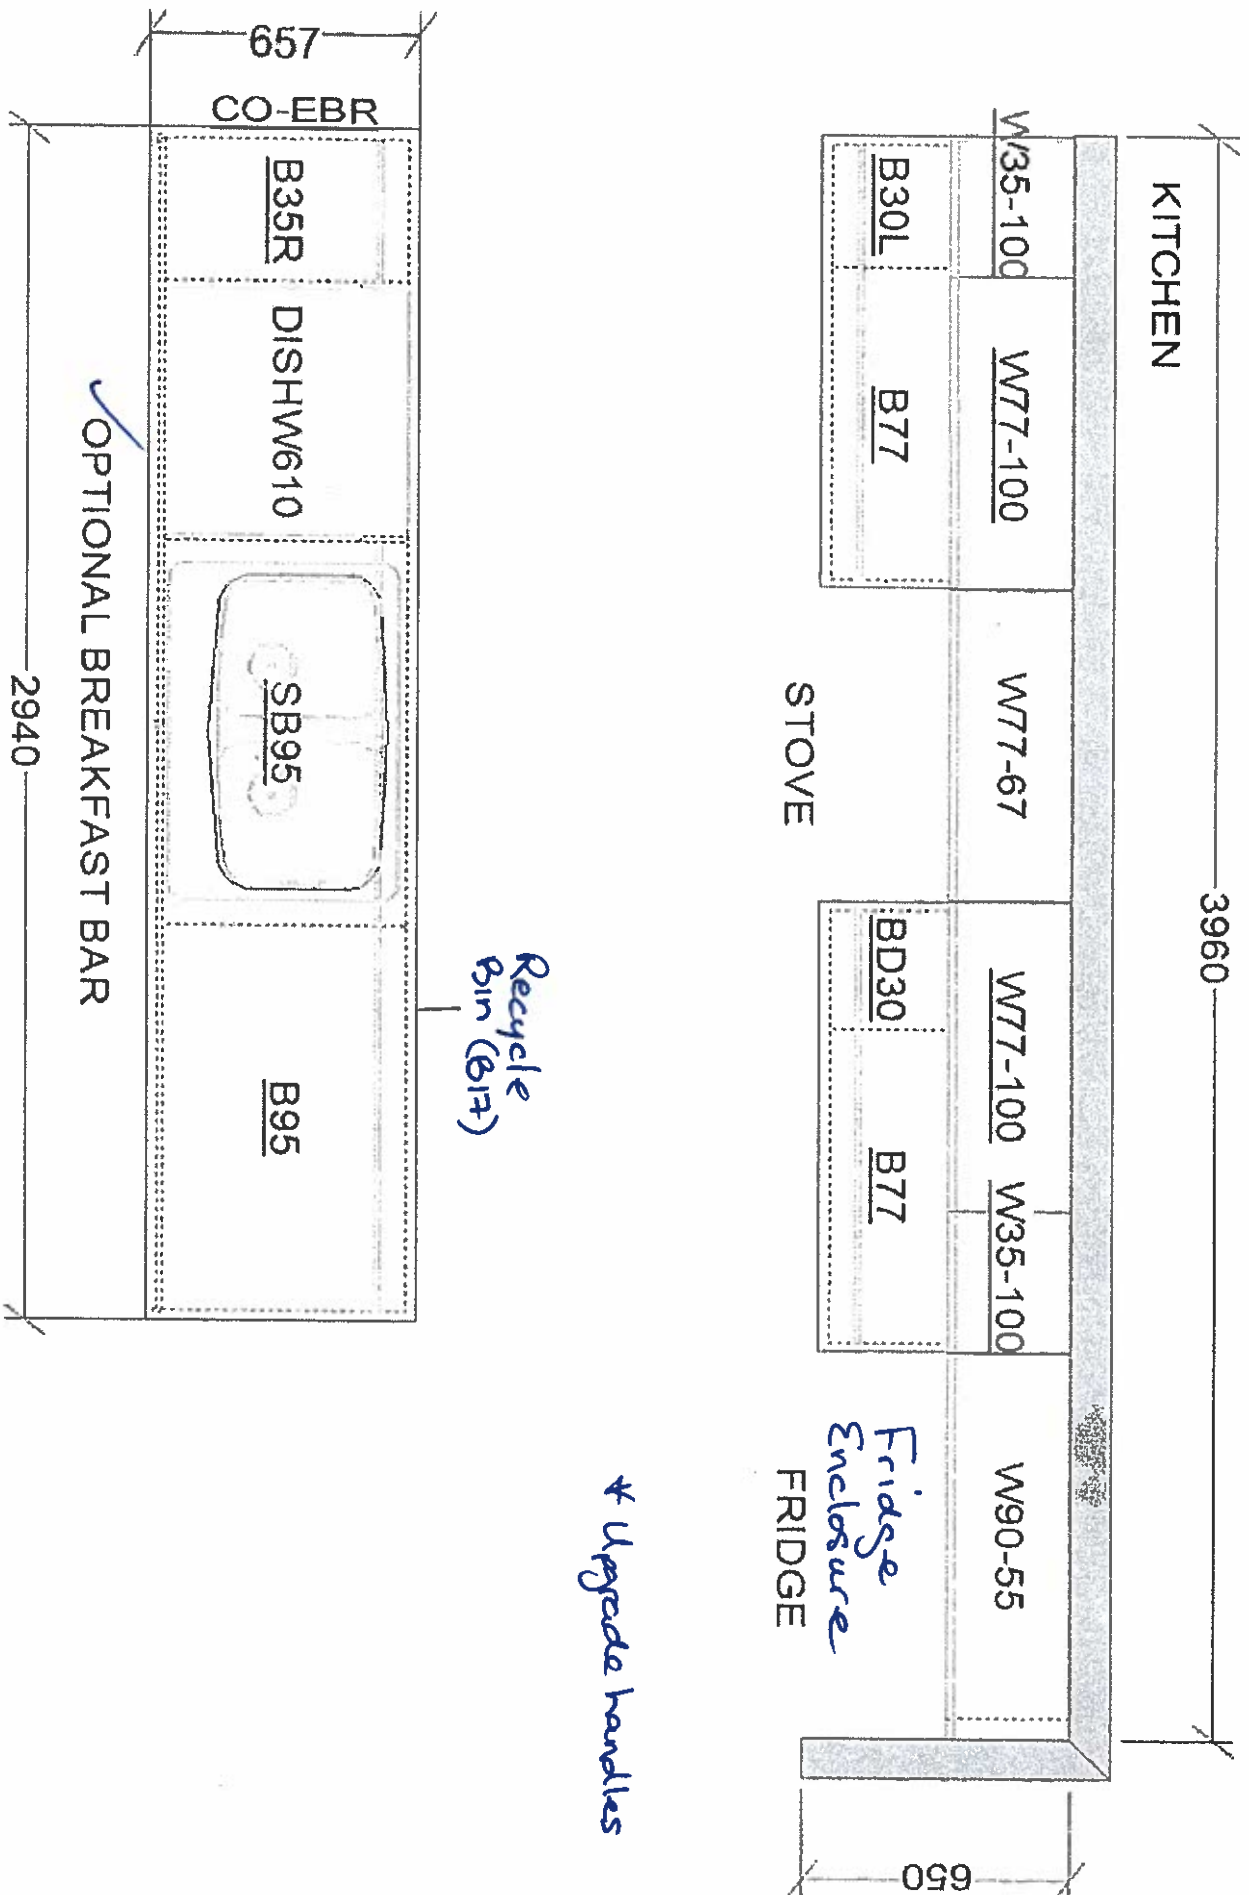 3960
KITCHEN
W35-100
W77-100
W77-67
W77-100
W35-100
W90-55
B30L
B77
BD30
B77
Fridge
Enclosure
STOVE
FRIDGE
650
* Upgrade handles
Recycle
Bin (B17)
657
CO-EBR
B35R
DISHW610
SB95
B95
✓OPTIONAL BREAKFAST BAR
2940